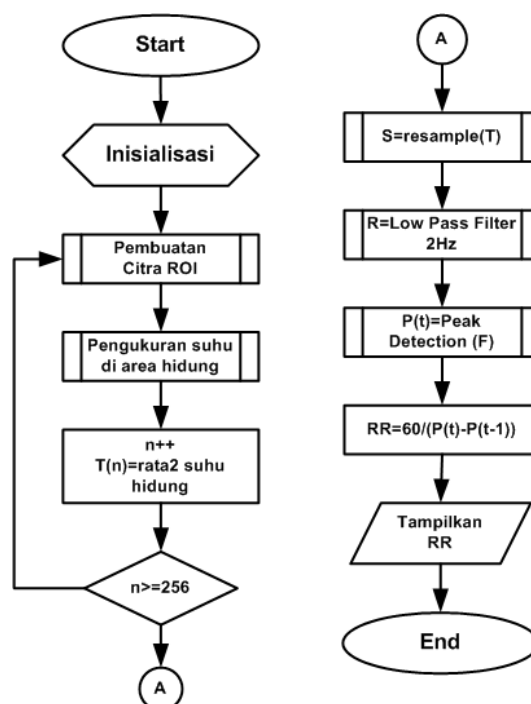 Start
Inisialisasi
Pembuatan
Citra ROI
Pengukuran suhu
di area hidung
n++
T(n)=rata2 suhu
hidung
n>=256
A
A
S=resample(T)
R=Low Pass Filter
2Hz
P(t)=Peak
Detection (F)
RR=60/(P(t)-P(t-1))
Tampilkan
RR
End